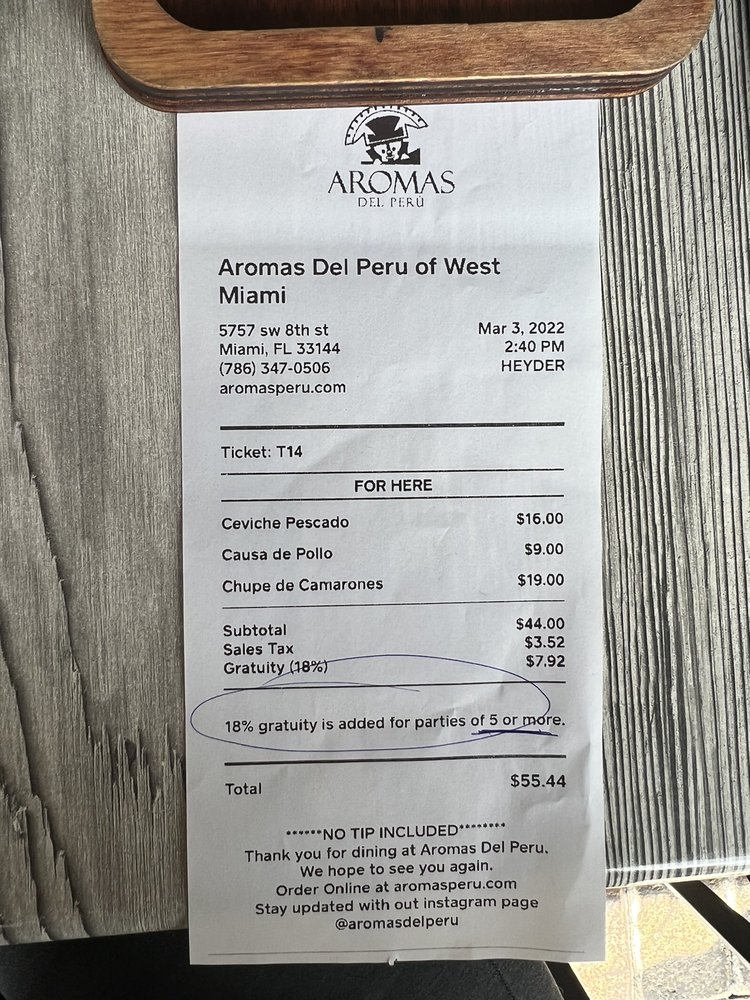 AROMAS
DEL PERÚ
Aromas Del Peru of West
Miami
5757 sw 8th st
Miami, FL 33144
(786) 347-0506
aromasperu.com
Mar 3, 2022
2:40 PM
HEYDER
Ticket: T14
FOR HERE
Ceviche Pescado $16.00
Causa de Pollo $9.00
Chupe de Camarones $19.00
Subtotal $44.00
Sales Tax $3.52
Gratuity (18%) $7.92
18% gratuity is added for parties of 5 or more.
Total $55.44
******NO TIP INCLUDED********
Thank you for dining at Aromas Del Peru,
We hope to see you again.
Order Online at aromasperu.com
Stay updated with out instagram page
@aromasdelperu